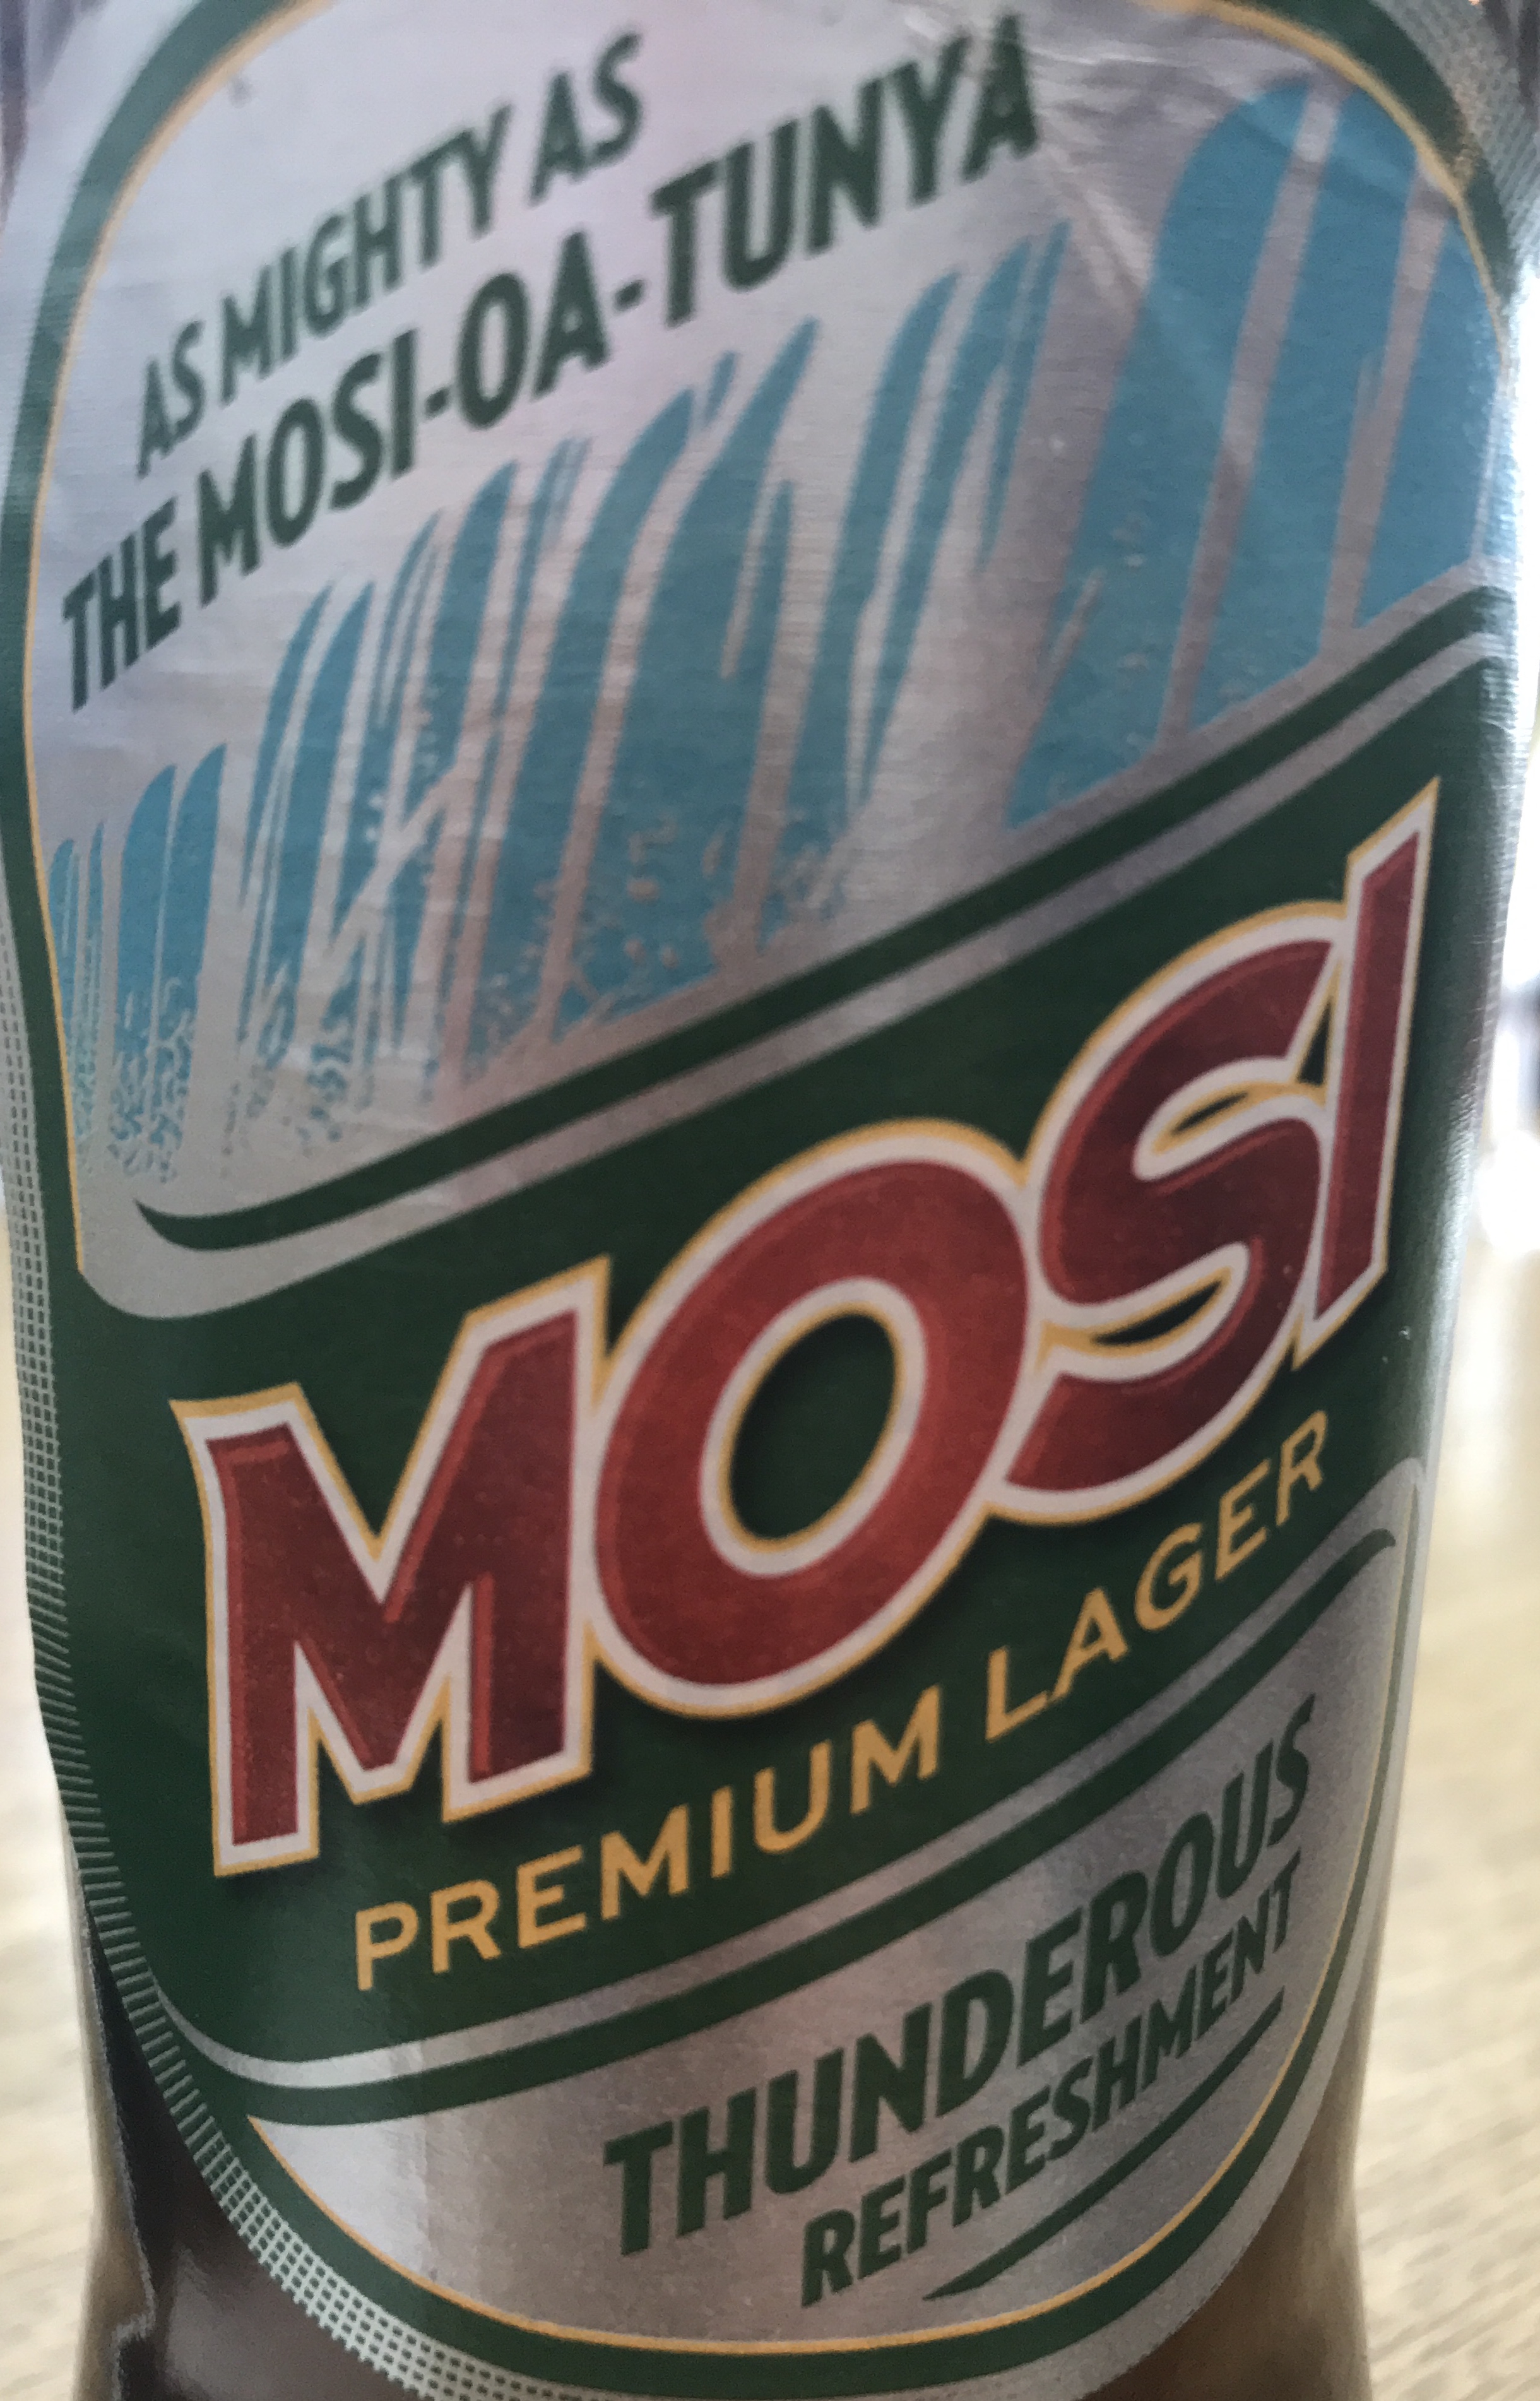 AS MIGHTY AS
THE MOSI-OA-TUNYA
MOSI
PREMIUM LAGER
THUNDEROUS
REFRESHMENT